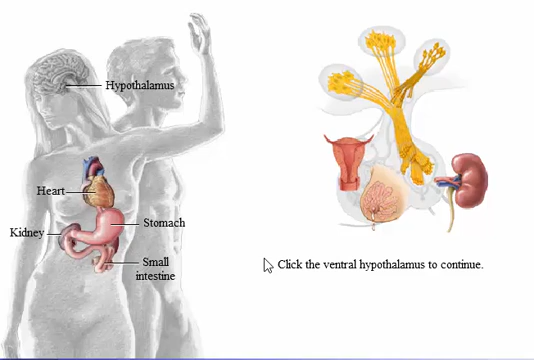 Hypothalamus
Heart
Stomach
Kidney
Small
intestine
Click the ventral hypothalamus to continue.